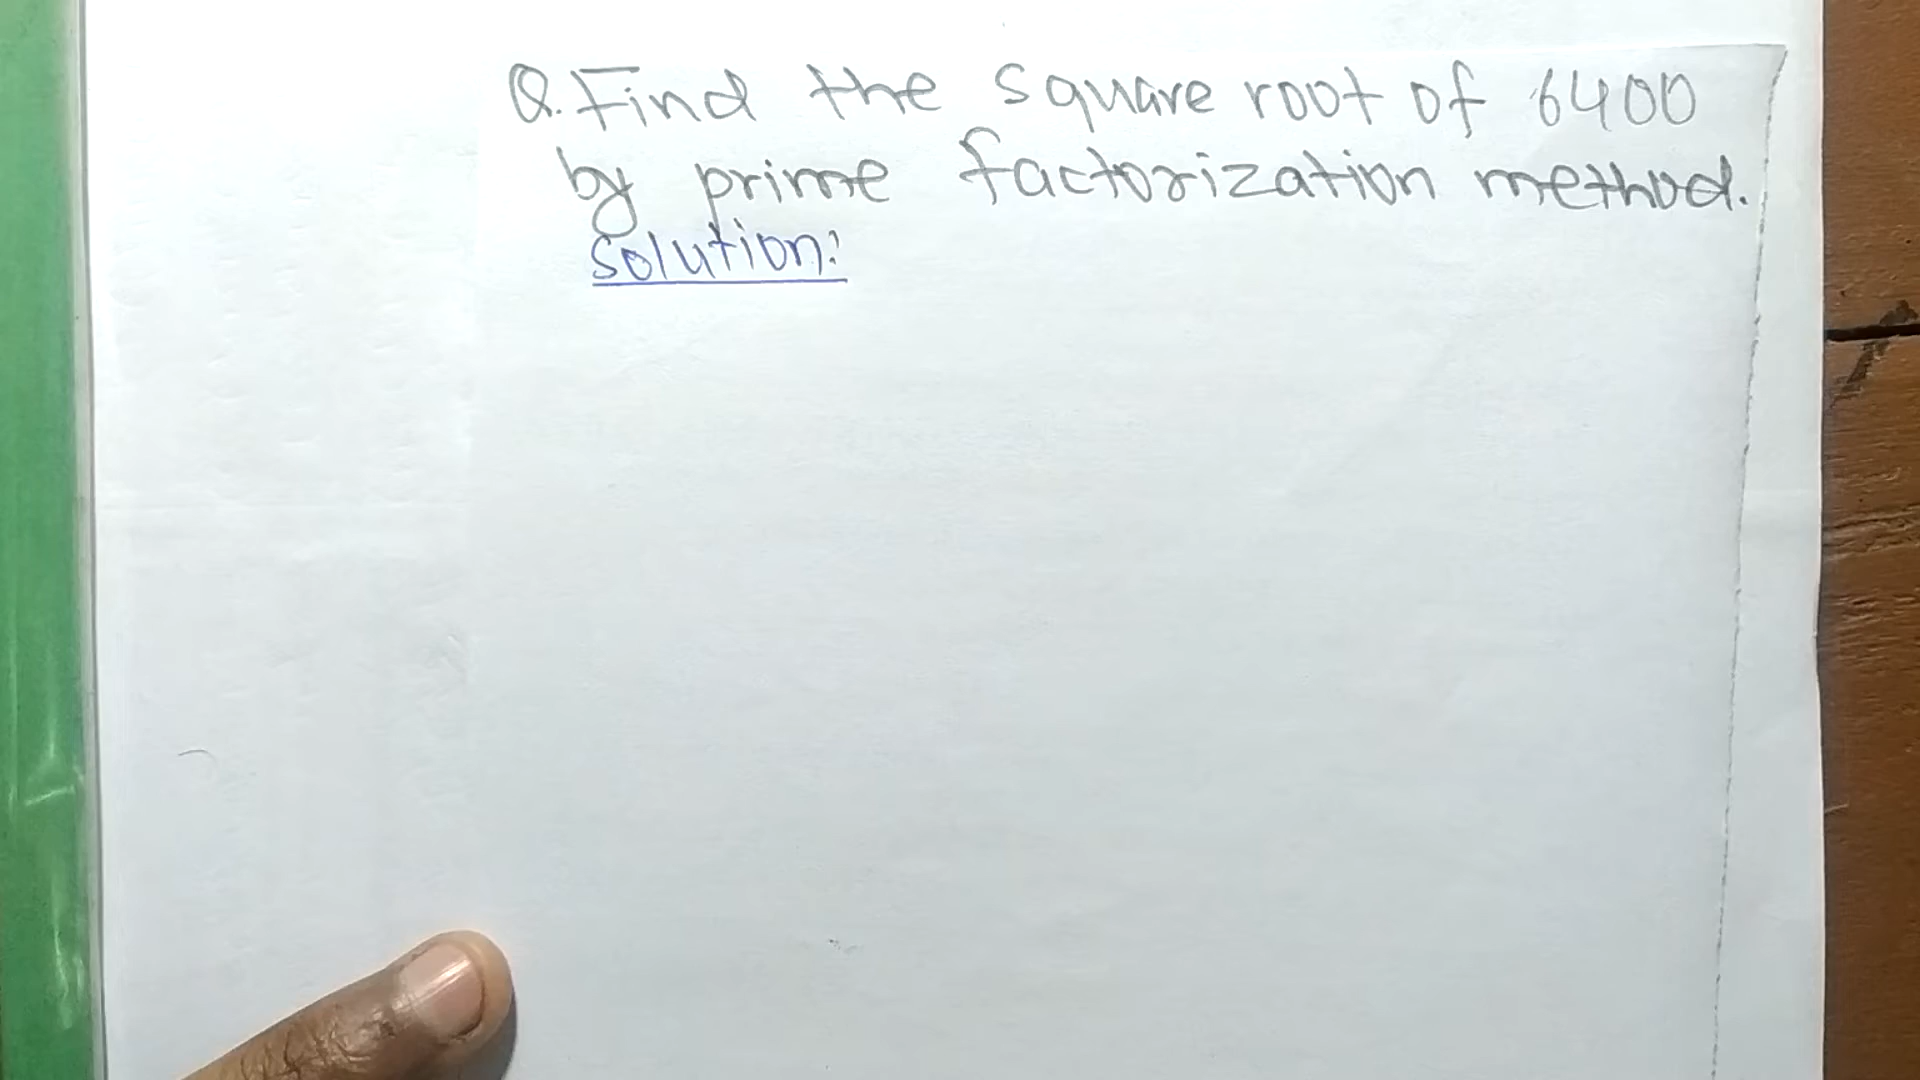 Q. Find the square root of 6400
by prime factorization method.
Solution: